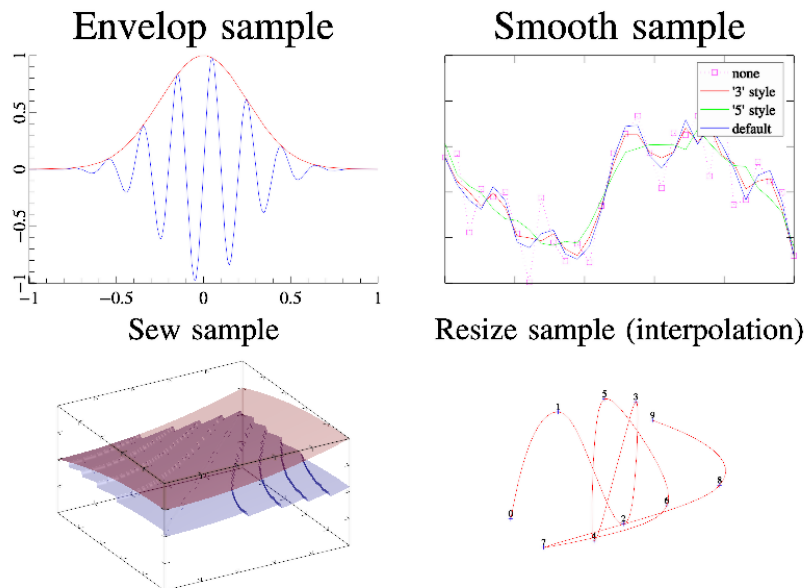 Envelop sample
1
0.5
0
−0.5
−1
−1
−0.5
0
0.5
1
Smooth sample
none
'3' style
'5' style
default
Sew sample
Resize sample (interpolation)
0
1
2
3
4
5
6
7
8
9